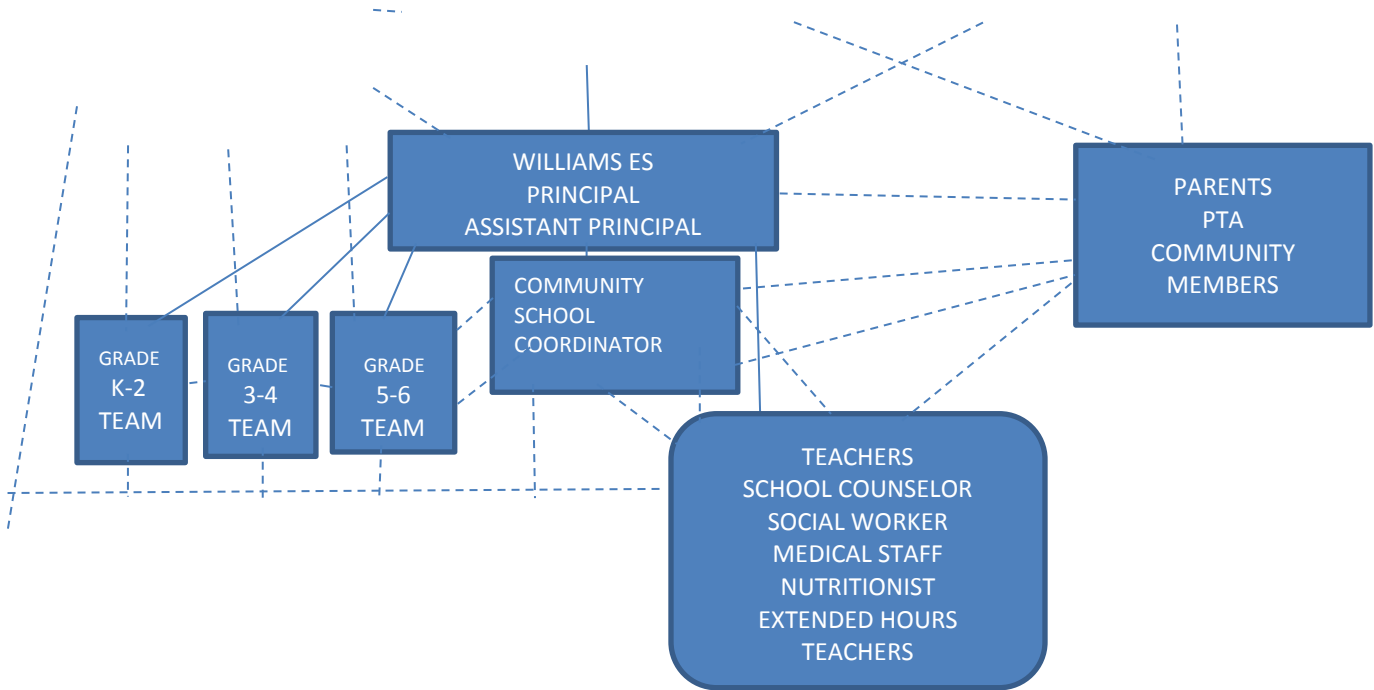 WILLIAMS ES
PRINCIPAL
ASSISTANT PRINCIPAL
PARENTS
PTA
COMMUNITY
MEMBERS
COMMUNITY
SCHOOL
COORDINATOR
GRADE
K-2
TEAM
GRADE
3-4
TEAM
GRADE
5-6
TEAM
TEACHERS
SCHOOL COUNSELOR
SOCIAL WORKER
MEDICAL STAFF
NUTRITIONIST
EXTENDED HOURS
TEACHERS